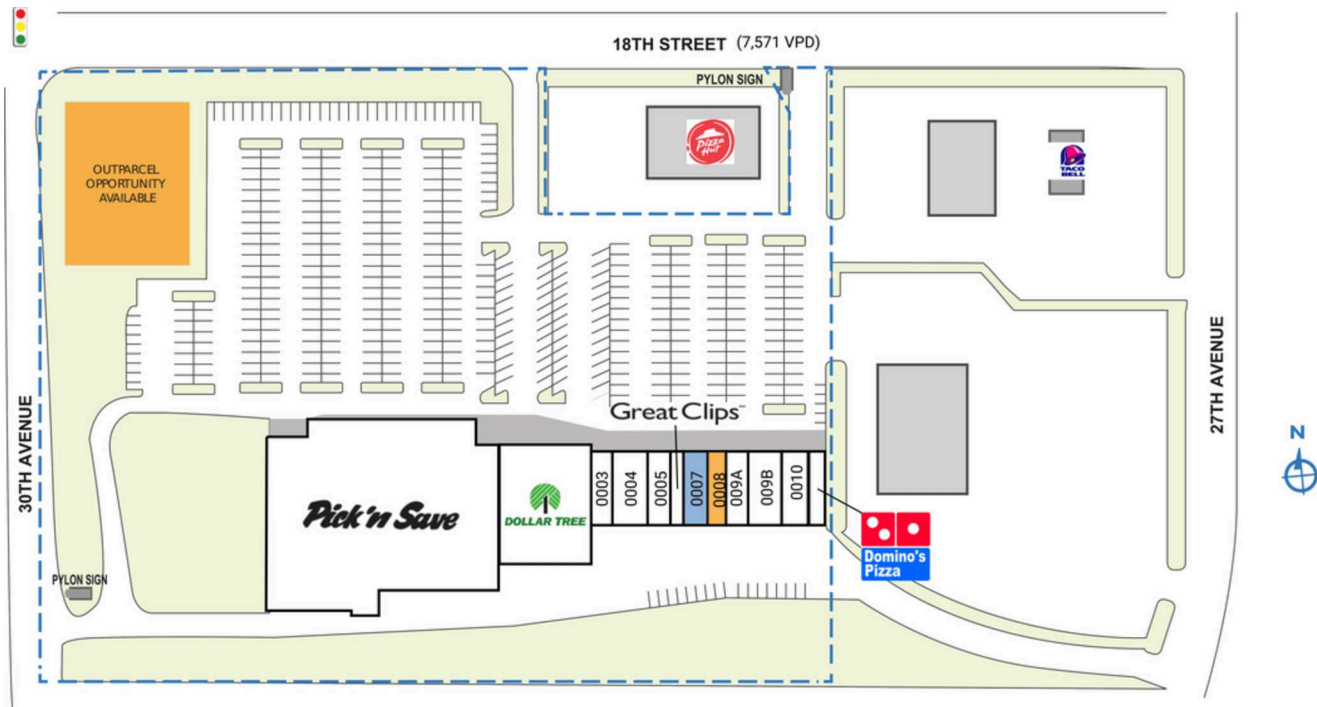 18TH STREET (7,571 VPD)
PYLON SIGN
Pizza
Hut
TACO
BELL
OUTPARCEL
OPPORTUNITY
AVAILABLE
30TH AVENUE
27TH AVENUE
N
Great Clips
Pick'n Save
DOLLAR TREE
0003
0004
0005
0007
0008
009A
009B
0010
Domino's
Pizza
PYLON SIGN